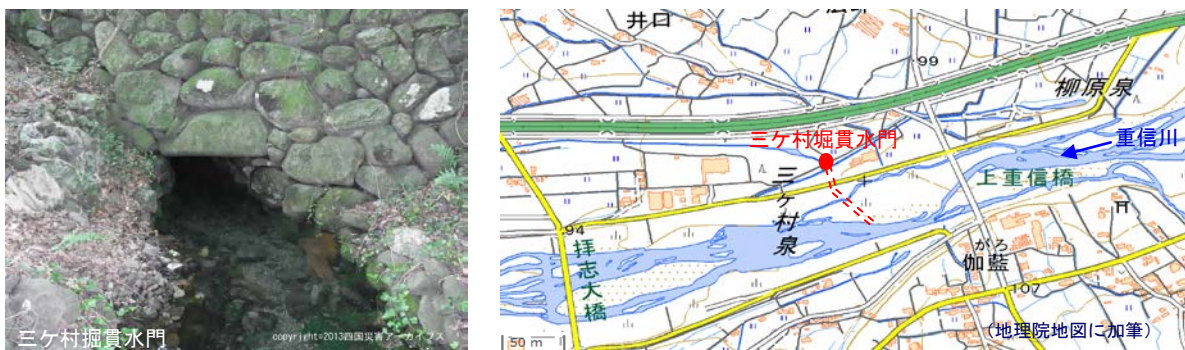 三ケ村堀貫水門
copyright=2013四国災害アーカイブス
井口
99
柳原泉
三ケ村堀貫水門
重信川
三ヶ村泉
上重信橋
94
拝志大橋
がろ
伽藍
107
50 m
(地理院地図に加筆)